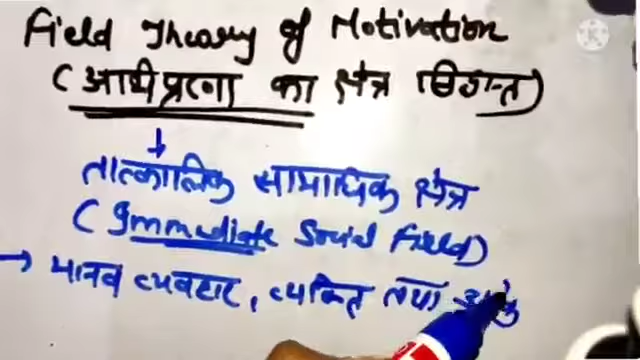 Field Theory of Motivation
(अभिप्रेरणा का क्षेत्र सिद्धान्त)
तात्कालिक सामाजिक क्षेत्र
(Immediate Social Field)
→ मानव व्यवहार, व्यक्ति तथा